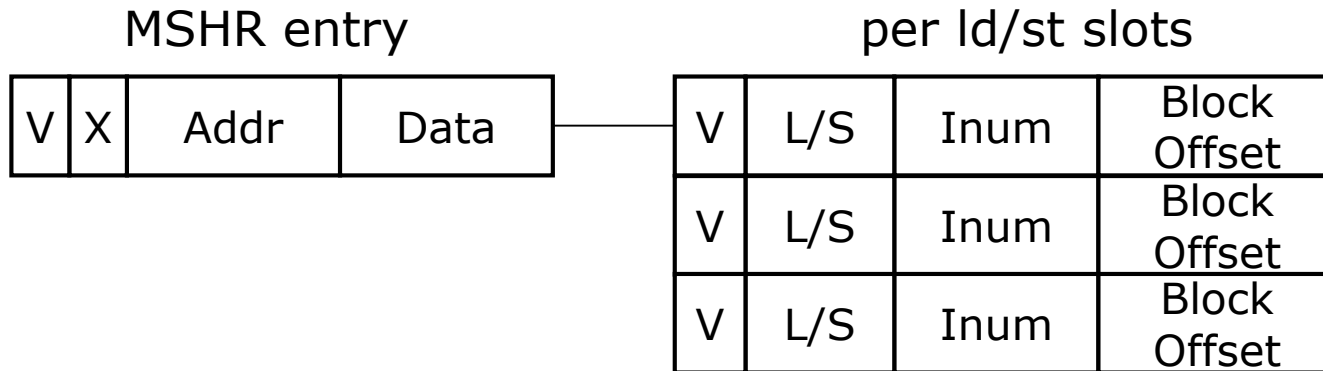 MSHR entry
per ld/st slots
V X Addr Data
V L/S Inum Block
Offset
V L/S Inum Block
Offset
V L/S Inum Block
Offset